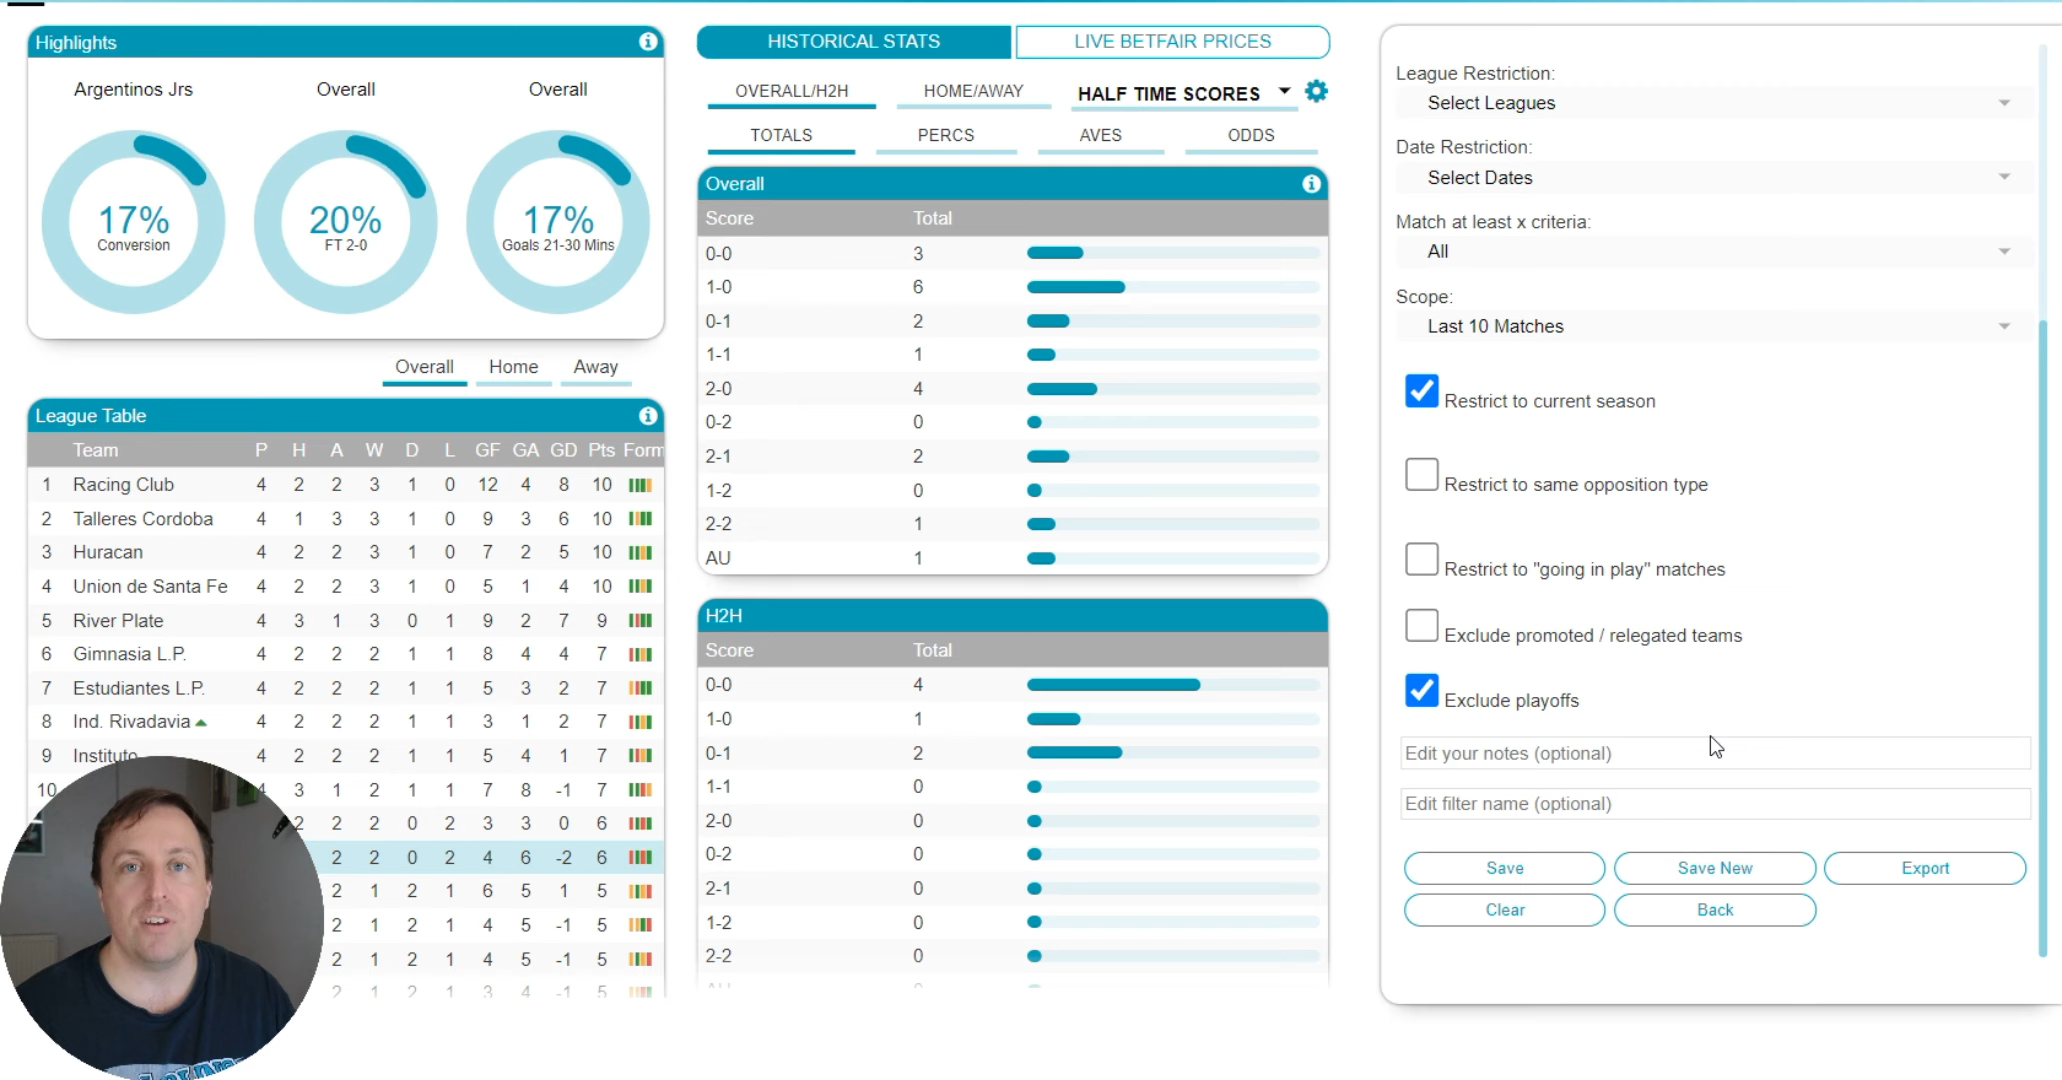 Highlights
Argentinos Jrs Overall Overall
17% 20% 17%
Conversion FT 2-0 Goals 21-30 Mins
Overall Home Away
League Table
Team P H A W D L GF GA GD Pts Form
1 Racing Club 4 2 2 3 1 0 12 4 8 10
2 Talleres Cordoba 4 1 3 3 1 0 9 3 6 10
3 Huracan 4 2 2 3 1 0 7 2 5 10
4 Union de Santa Fe 4 2 2 3 1 0 5 1 4 10
5 River Plate 4 3 1 3 0 1 9 2 7 9
6 Gimnasia L.P. 4 2 2 2 1 1 8 4 4 7
7 Estudiantes L.P. 4 2 2 2 1 1 5 3 2 7
8 Ind. Rivadavia 4 2 2 2 1 1 3 1 2 7
9 Instituto 4 2 2 2 1 1 5 4 1 7
10 4 3 1 2 1 1 7 8 -1 7
2 2 2 0 2 3 3 0 6
2 2 0 2 4 6 -2 6
2 1 2 1 6 5 1 5
2 1 2 1 4 5 -1 5
2 1 2 1 4 5 -1 5
2 1 2 1 3 4 -1 5
HISTORICAL STATS LIVE BETFAIR PRICES
OVERALL/H2H HOME/AWAY HALF TIME SCORES
TOTALS PERCS AVES ODDS
Overall
Score Total
0-0 3
1-0 6
0-1 2
1-1 1
2-0 4
0-2 0
2-1 2
1-2 0
2-2 1
AU 1
H2H
Score Total
0-0 4
1-0 1
0-1 2
1-1 0
2-0 0
0-2 0
2-1 0
1-2 0
2-2 0
League Restriction:
Select Leagues
Date Restriction:
Select Dates
Match at least x criteria:
All
Scope:
Last 10 Matches
Restrict to current season
Restrict to same opposition type
Restrict to "going in play" matches
Exclude promoted / relegated teams
Exclude playoffs
Edit your notes (optional)
Edit filter name (optional)
Save Save New Export
Clear Back